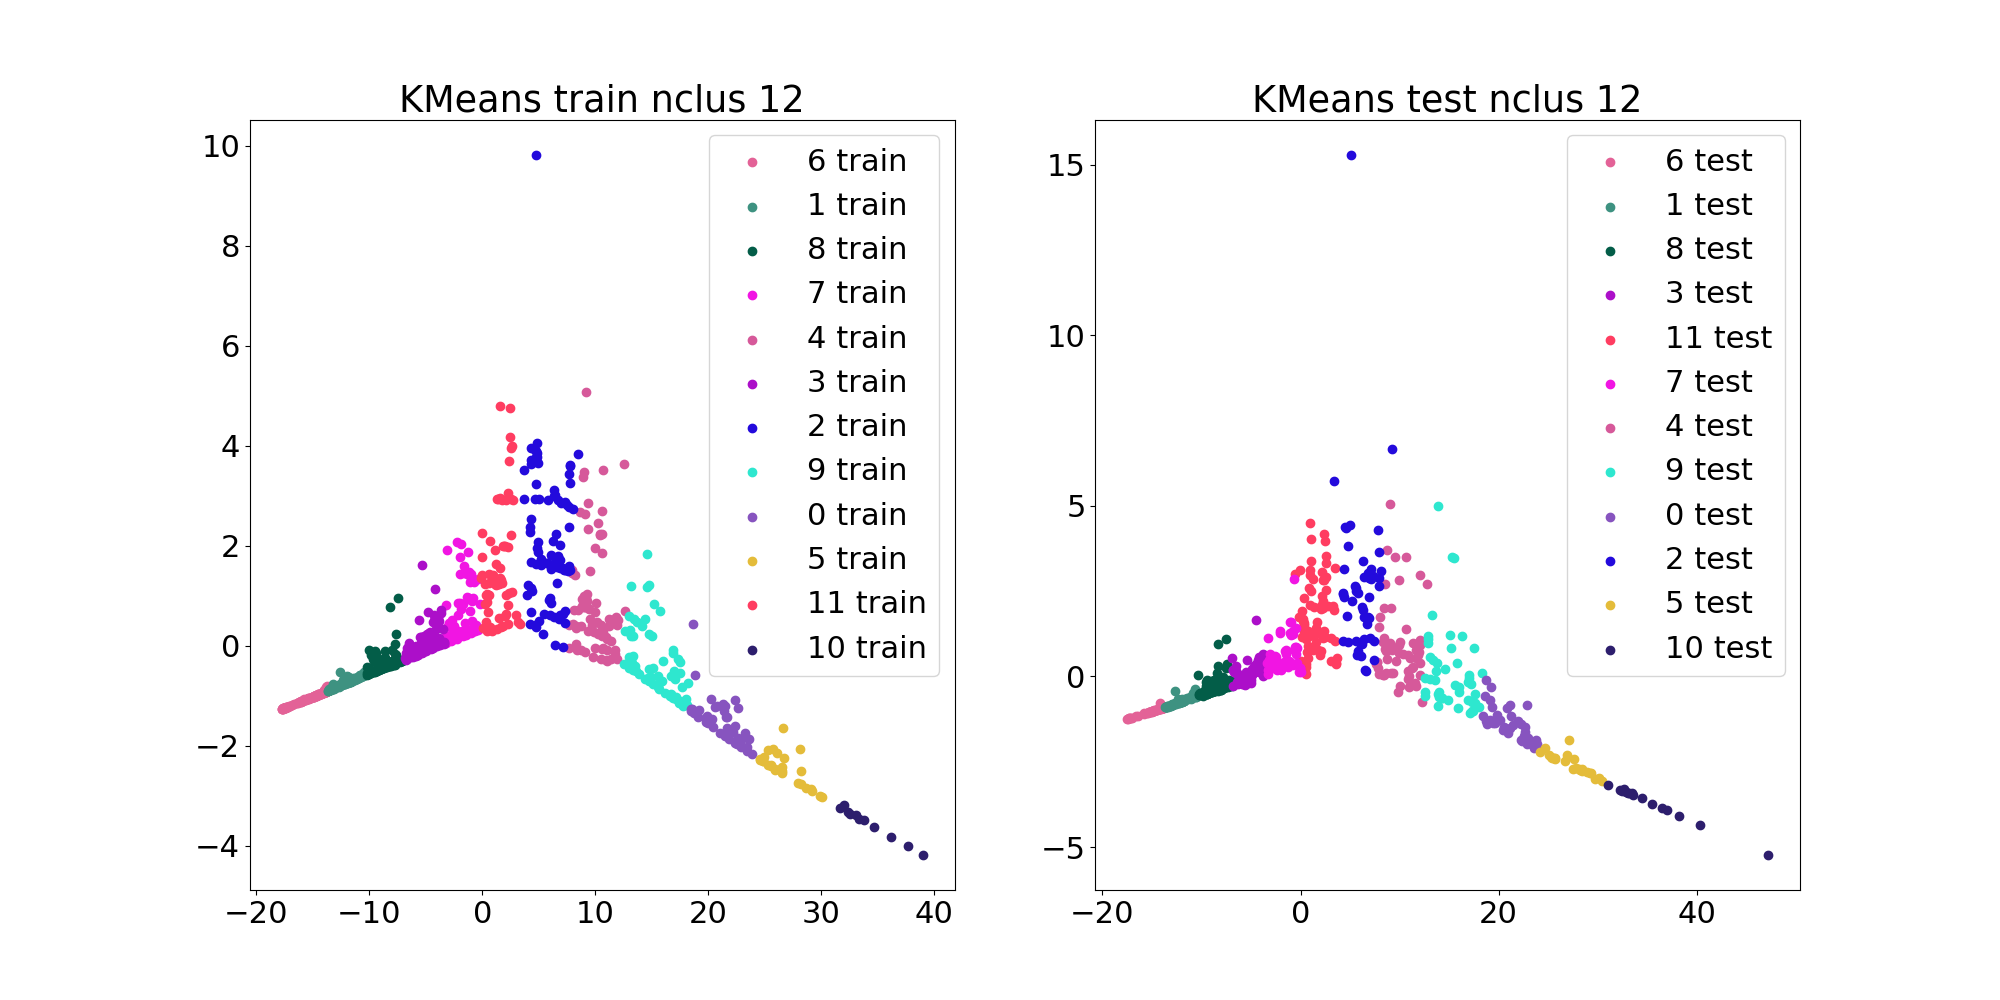 KMeans train nclus 12
10
8
6
4
2
0
−2
−4
−20
−10
0
10
20
30
40
6 train
1 train
8 train
7 train
4 train
3 train
2 train
9 train
0 train
5 train
11 train
10 train
KMeans test nclus 12
15
10
5
0
−5
−20
0
20
40
6 test
1 test
8 test
3 test
11 test
7 test
4 test
9 test
0 test
2 test
5 test
10 test